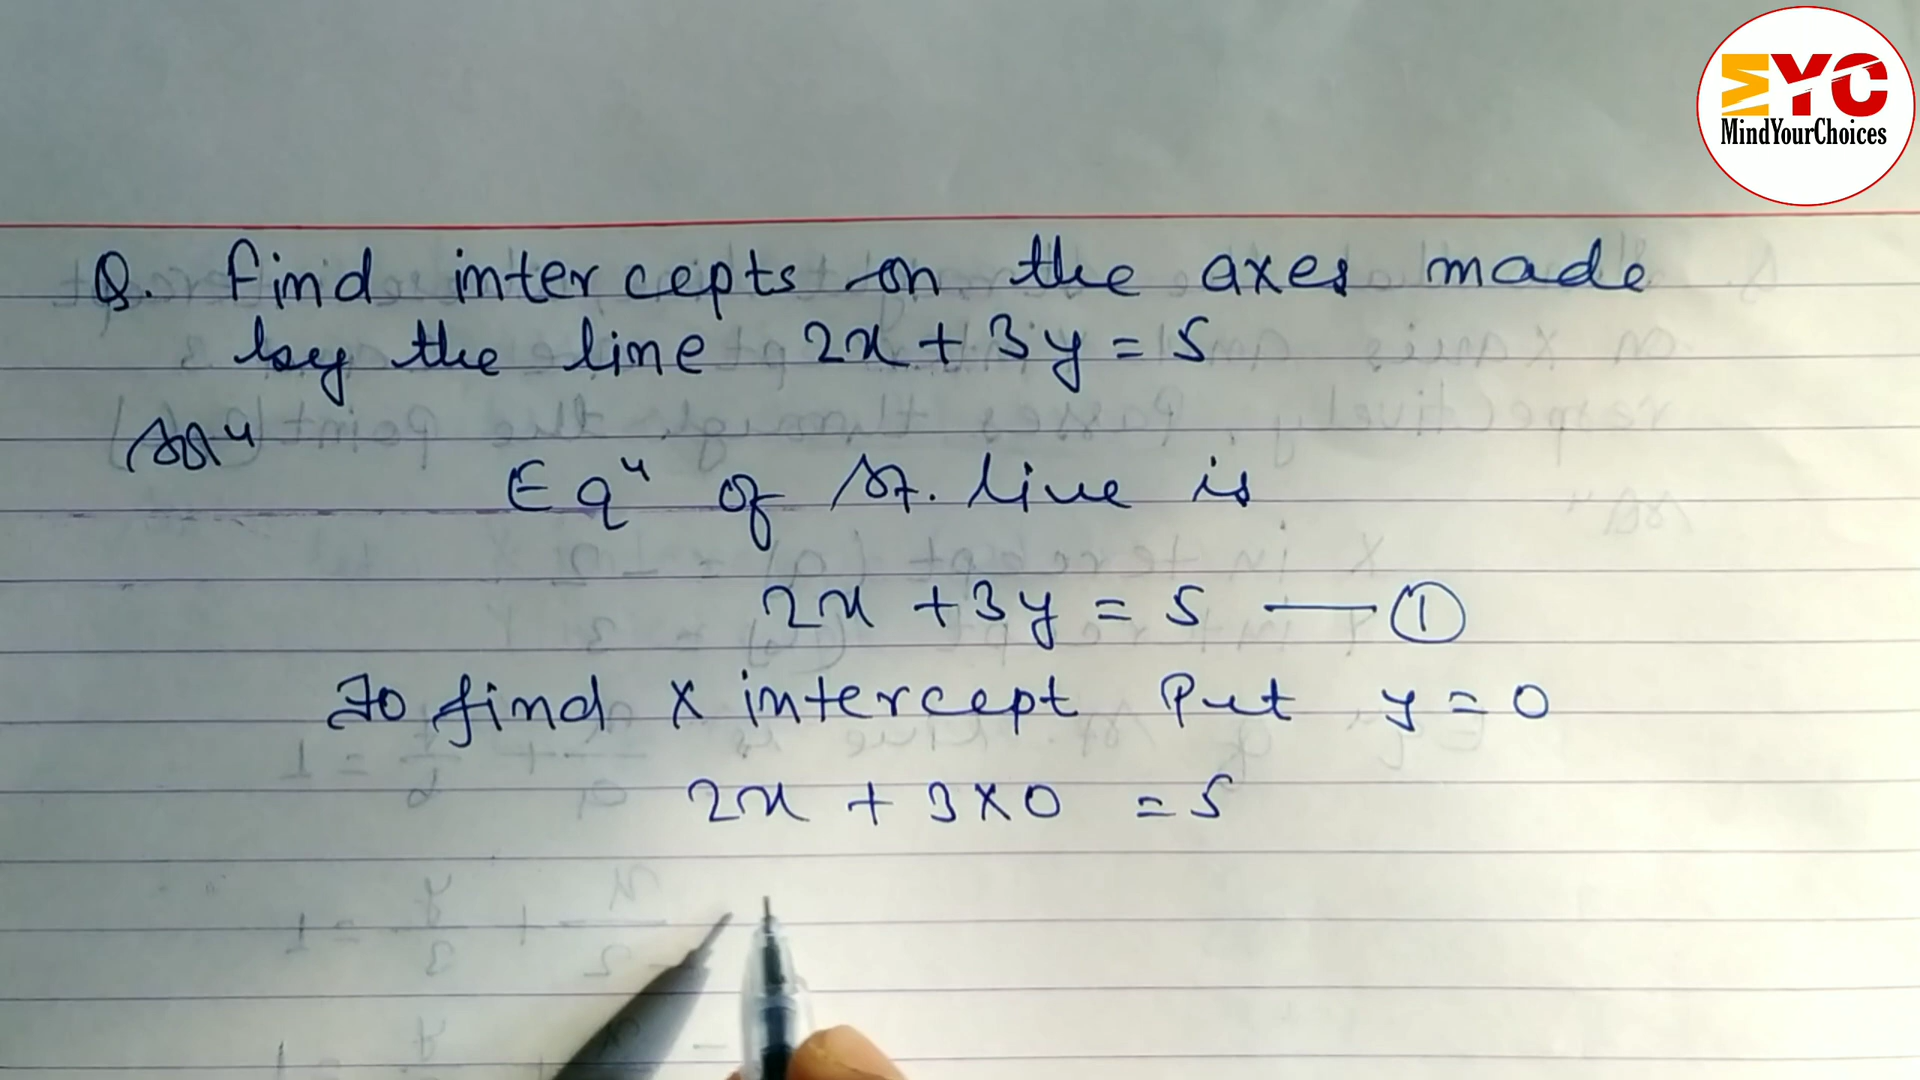 MYC
MindYourChoices
Q. Find intercepts on the axes made
by the line 2x + 3y = 5
Solⁿ
Eqⁿ of St. line is
2x + 3y = 5 — ①
To find X intercept Put y = 0
2x + 3 × 0 = 5